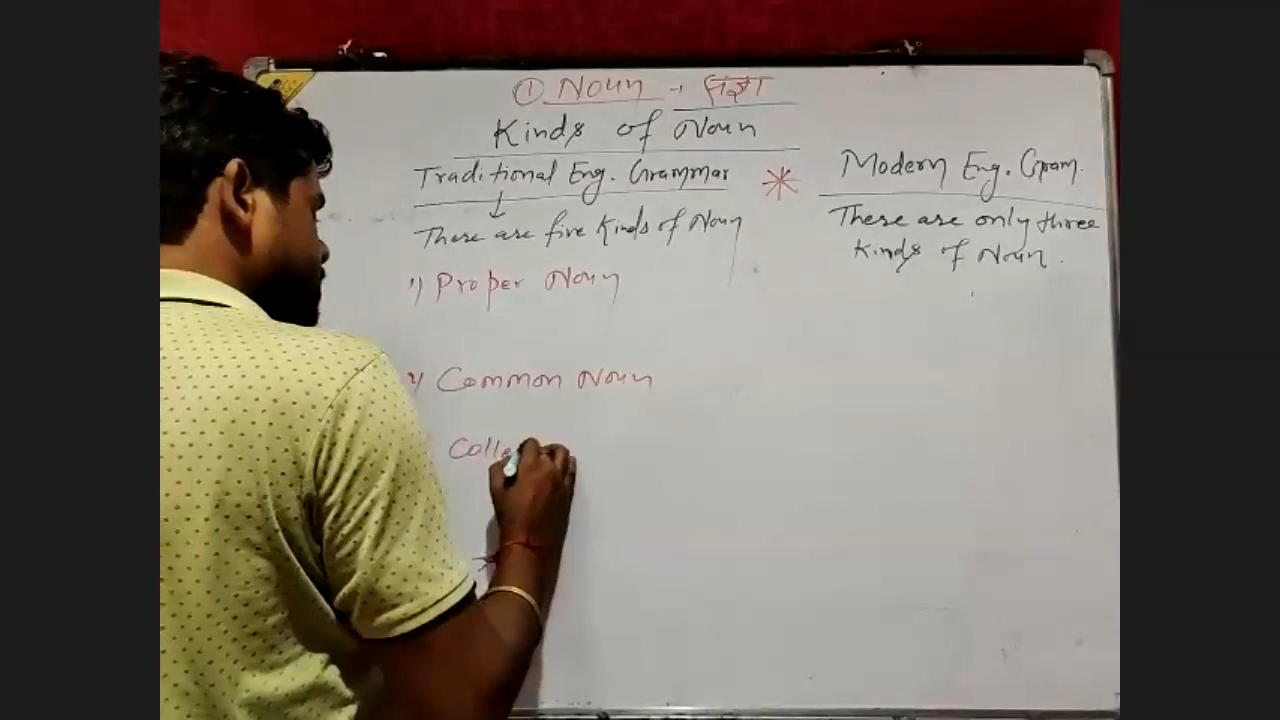 ① Noun → संज्ञा
Kinds of Noun
Traditional Eng. Grammar
↓
There are five Kinds of Noun
1) Proper Noun
2) Common Noun
Colle
*
Modern Eng. Gram.
There are only three
Kinds of Noun.